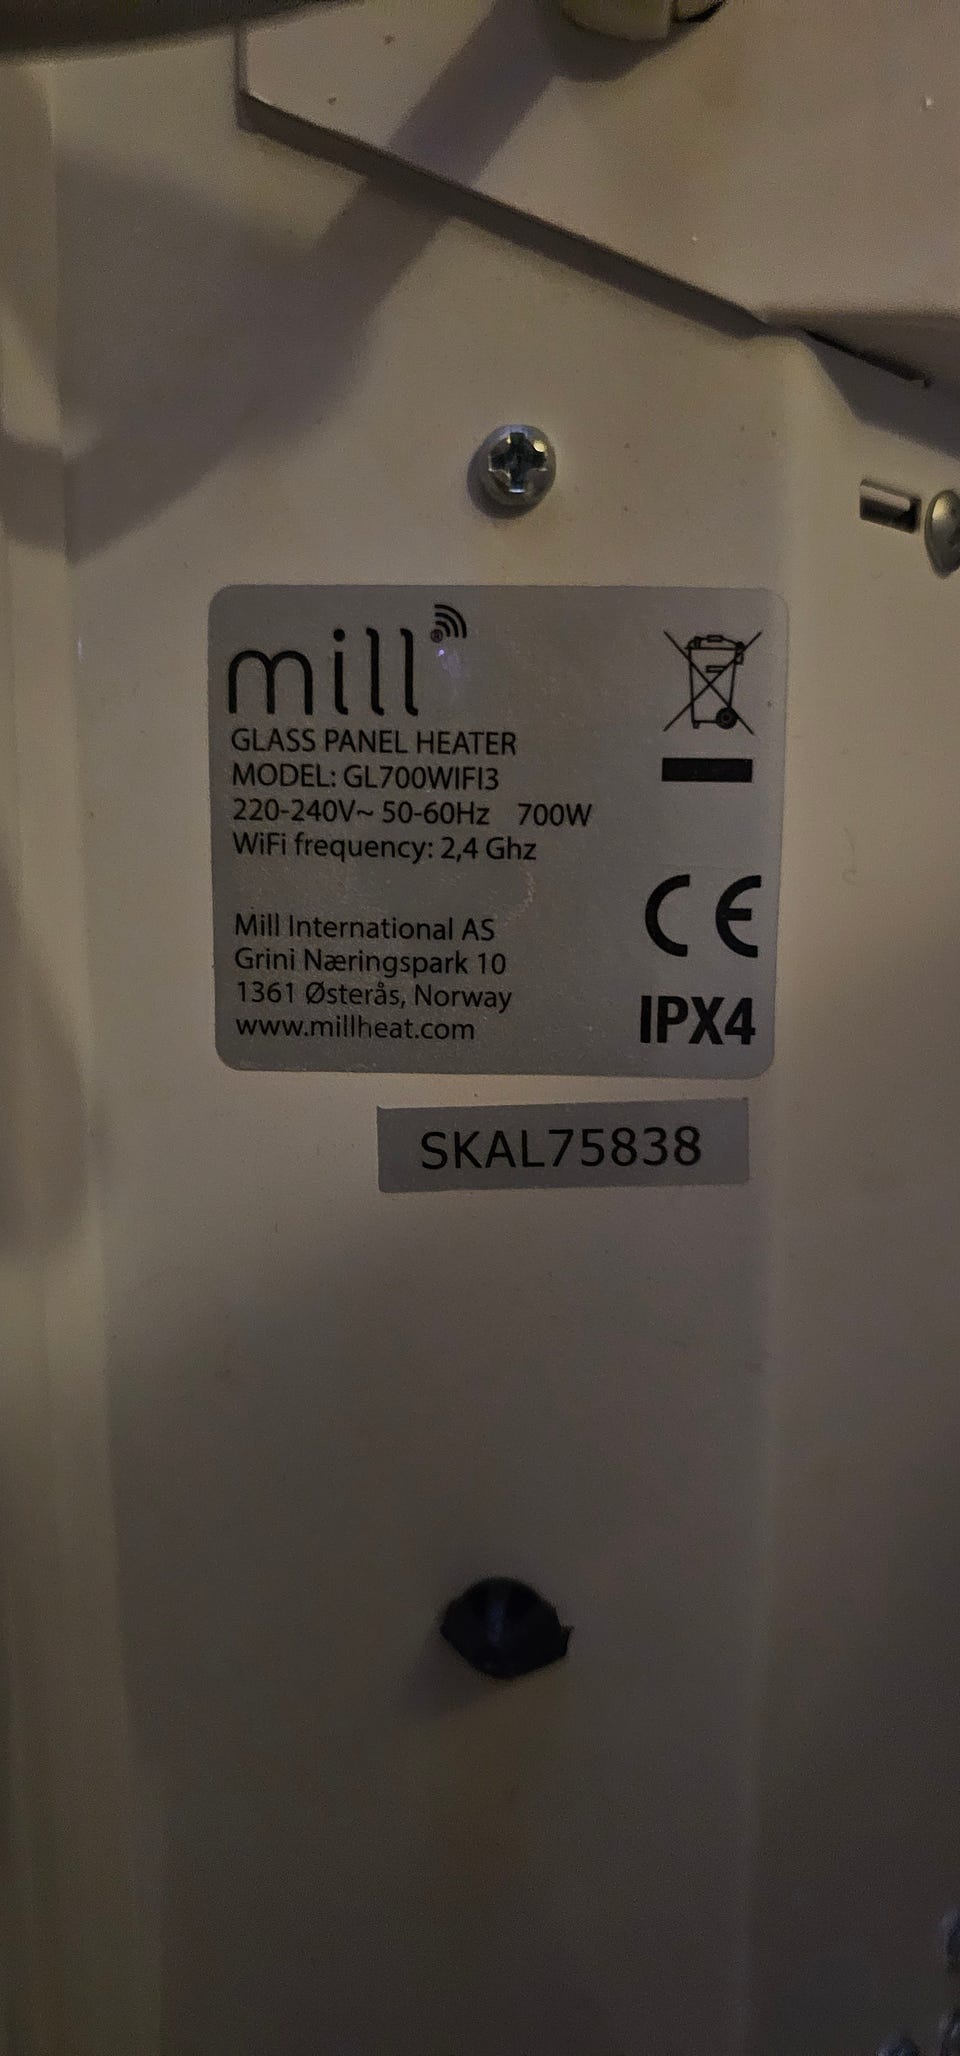 mill®
GLASS PANEL HEATER
MODEL: GL700WIFI3
220-240V~ 50-60Hz 700W
WiFi frequency: 2,4 Ghz
Mill International AS
Grini Næringspark 10
1361 Østerås, Norway
www.millheat.com
CE
IPX4
SKAL75838